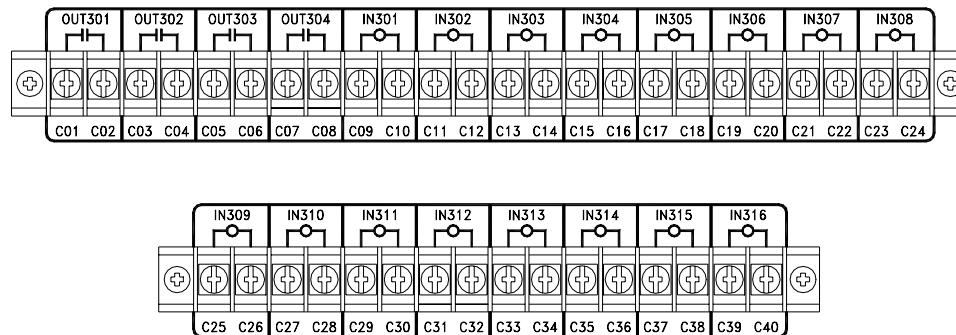 OUT301 OUT302 OUT303 OUT304 IN301 IN302 IN303 IN304 IN305 IN306 IN307 IN308
C01 C02 C03 C04 C05 C06 C07 C08 C09 C10 C11 C12 C13 C14 C15 C16 C17 C18 C19 C20 C21 C22 C23 C24
IN309 IN310 IN311 IN312 IN313 IN314 IN315 IN316
C25 C26 C27 C28 C29 C30 C31 C32 C33 C34 C35 C36 C37 C38 C39 C40